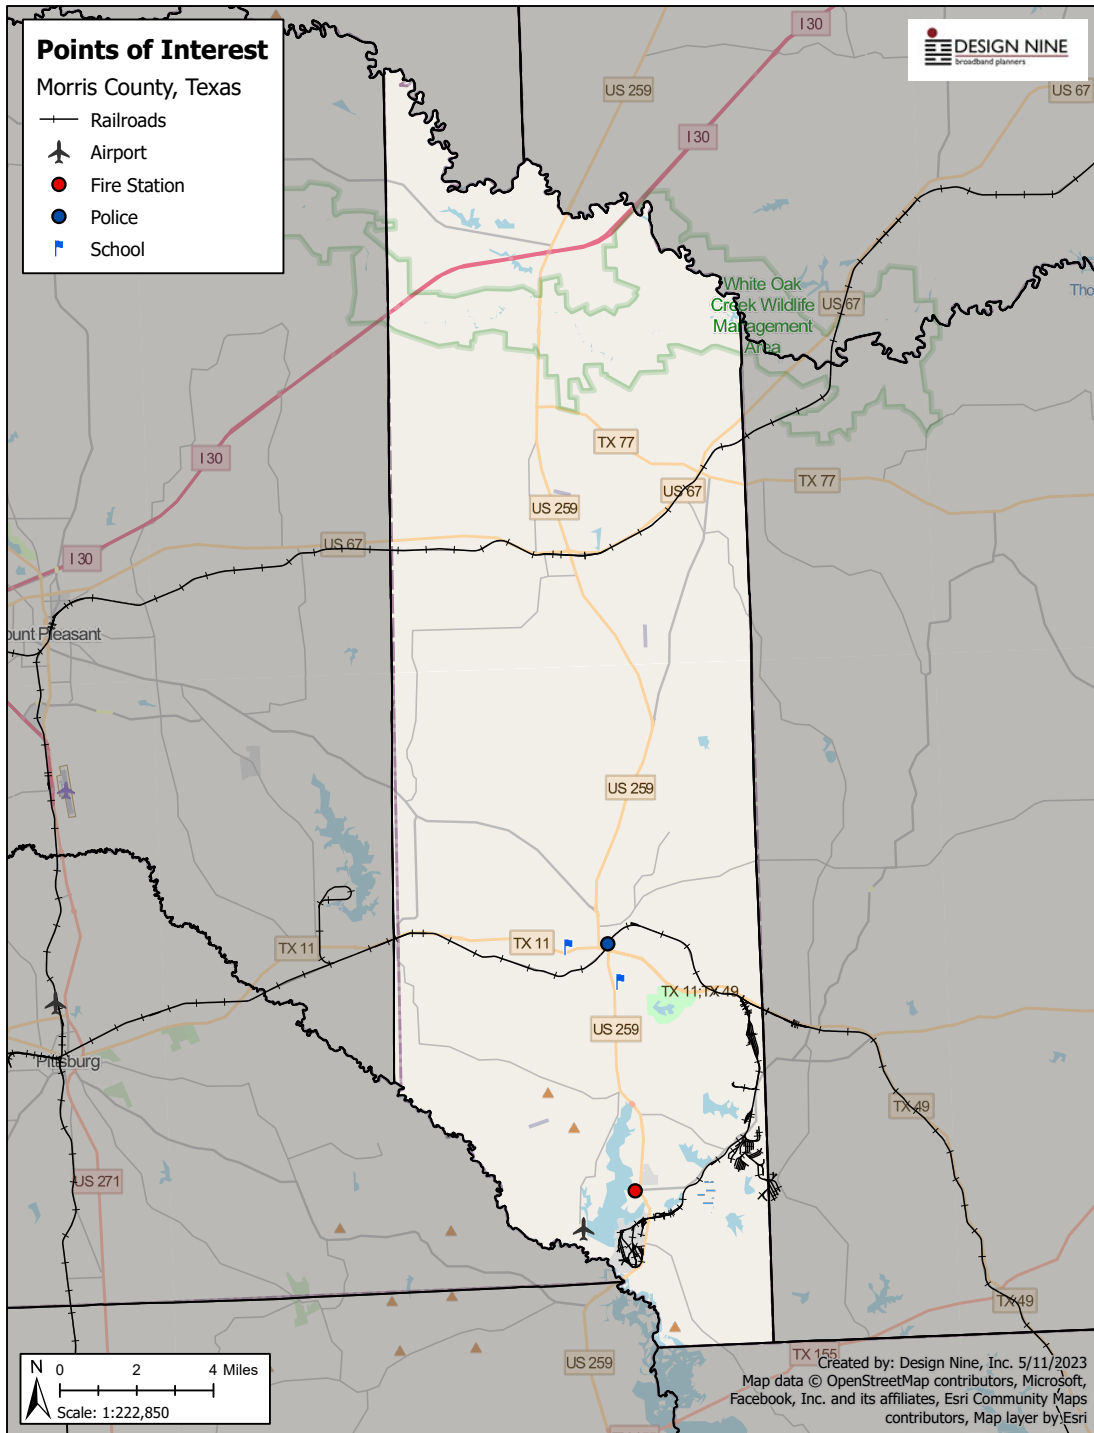 Points of Interest
Morris County, Texas
Railroads
Airport
Fire Station
Police
School
DESIGN NINE
broadband planners
I 30
US 259
US 67
I 30
White Oak
Creek Wildlife
Management
Area
US 67
Tho
TX 77
I 30
TX 77
US 67
US 259
US 67
I 30
ount Pleasant
US 259
TX 11
TX 11
TX 11;TX 49
US 259
Pittsburg
TX 49
US 271
TX 49
TX 155
US 259
N
0 2 4 Miles
Scale: 1:222,850
Created by: Design Nine, Inc. 5/11/2023
Map data © OpenStreetMap contributors, Microsoft,
Facebook, Inc. and its affiliates, Esri Community Maps
contributors, Map layer by Esri